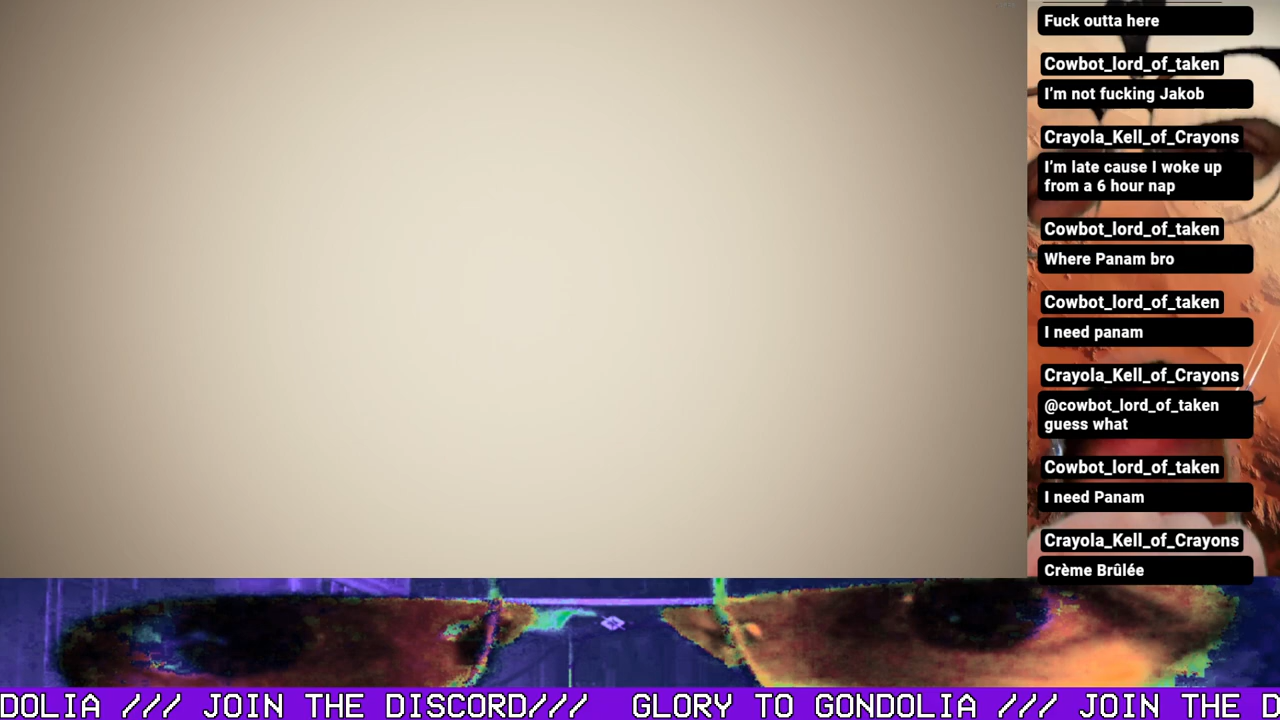 Fuck outta here
Cowbot_lord_of_taken
I'm not fucking Jakob
Crayola_Kell_of_Crayons
I'm late cause I woke up
from a 6 hour nap
Cowbot_lord_of_taken
Where Panam bro
Cowbot_lord_of_taken
I need panam
Crayola_Kell_of_Crayons
@cowbot_lord_of_taken
guess what
Cowbot_lord_of_taken
I need Panam
Crayola_Kell_of_Crayons
Crème Brûlée
DOLIA /// JOIN THE DISCORD/// GLORY TO GONDOLIA /// JOIN THE D